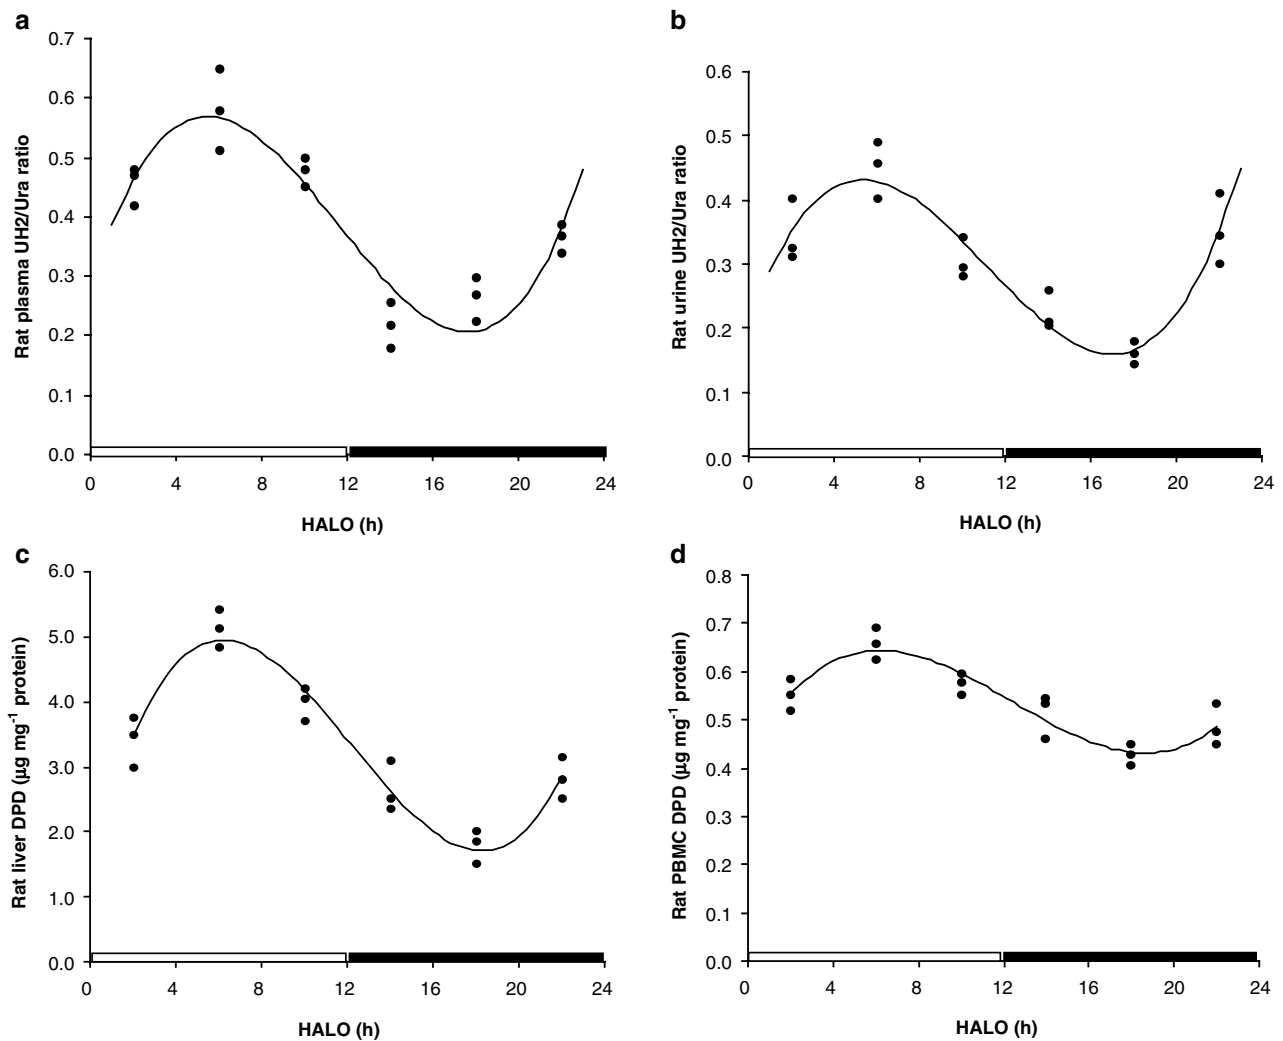 a
0.7
0.6
0.5
0.4
0.3
0.2
0.1
0.0
Rat plasma UH2/Ura ratio
0 4 8 12 16 20 24
HALO (h)
b
0.6
0.5
0.4
0.3
0.2
0.1
0.0
Rat urine UH2/Ura ratio
0 4 8 12 16 20 24
HALO (h)
c
6.0
5.0
4.0
3.0
2.0
1.0
0.0
Rat liver DPD (µg mg-1 protein)
0 4 8 12 16 20 24
HALO (h)
d
0.8
0.7
0.6
0.5
0.4
0.3
0.2
0.1
0.0
Rat PBMC DPD (µg mg-1 protein)
0 4 8 12 16 20 24
HALO (h)